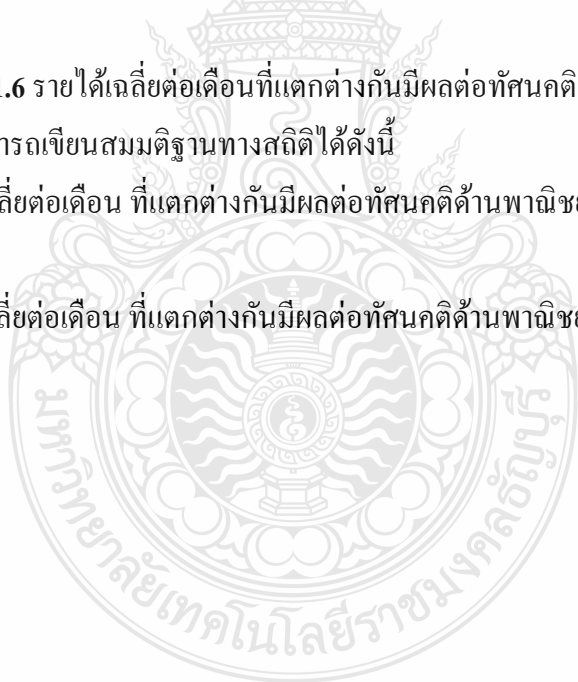 1.6 รายได้เฉลี่ยต่อเดือนที่แตกต่างกันมีผลต่อทัศนคติ
ารถเขียนสมมติฐานทางสถิติได้ดังนี้
ลี่ยต่อเดือน ที่แตกต่างกันมีผลต่อทัศนคติด้านพาณิชย
ลี่ยต่อเดือน ที่แตกต่างกันมีผลต่อทัศนคติด้านพาณิชย
มหาวิทยาลัยเทคโนโลยีราชมงคลธัญบุรี